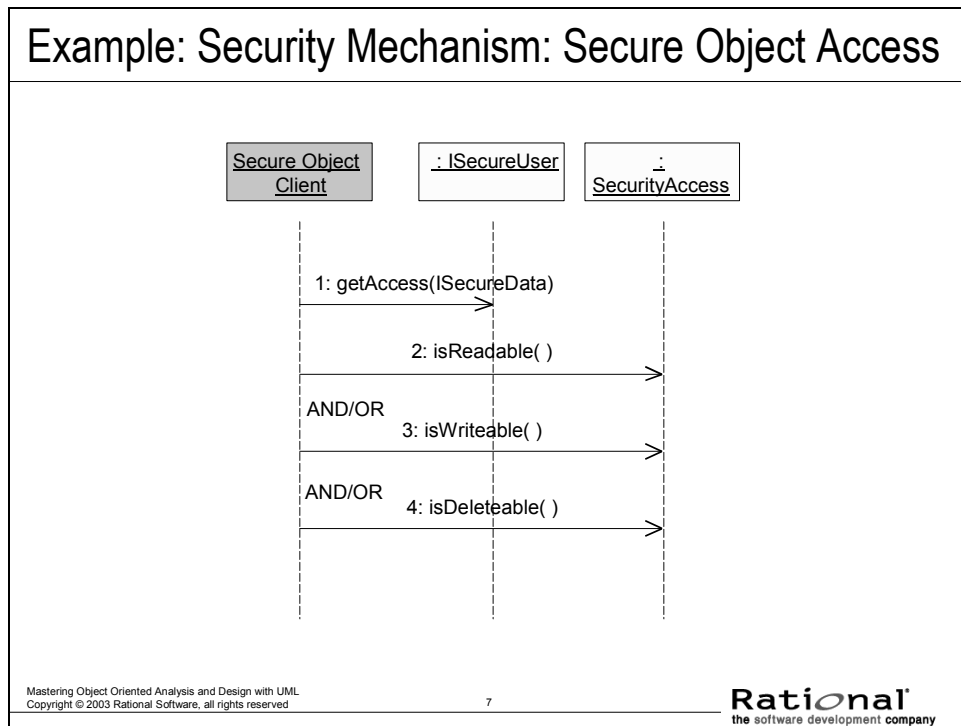 Example: Security Mechanism: Secure Object Access
Secure Object
Client
: ISecureUser
:
SecurityAccess
1: getAccess(ISecureData)
2: isReadable( )
AND/OR
3: isWriteable( )
AND/OR
4: isDeleteable( )
Mastering Object Oriented Analysis and Design with UML
Copyright © 2003 Rational Software, all rights reserved
7
Rational
the software development company